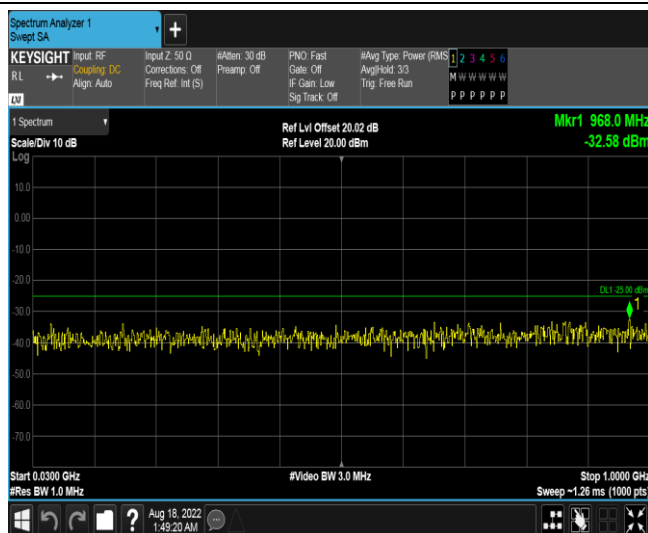 Spectrum Analyzer 1
Swept SA
+
KEYSIGHT
RL
LXI
Input: RF
Coupling: DC
Align: Auto
Input Z: 50 Ω
Corrections: Off
Freq Ref: Int (S)
#Atten: 30 dB
Preamp: Off
PNO: Fast
Gate: Off
IF Gain: Low
Sig Track: Off
#Avg Type: Power (RMS
Avg|Hold: 3/3
Trig: Free Run
1 2 3 4 5 6
M W W W W W
P P P P P P
1 Spectrum
Scale/Div 10 dB
Log
Ref Lvl Offset 20.02 dB
Ref Level 20.00 dBm
Mkr1 968.0 MHz
-32.58 dBm
10.0
0.00
-10.0
-20.0
DL1 -25.00 dBm
1
-30.0
-40.0
-50.0
-60.0
-70.0
Start 0.0300 GHz
#Video BW 3.0 MHz
Stop 1.0000 GHz
#Res BW 1.0 MHz
Sweep ~1.26 ms (1000 pts)
?
Aug 18, 2022
1:49:20 AM